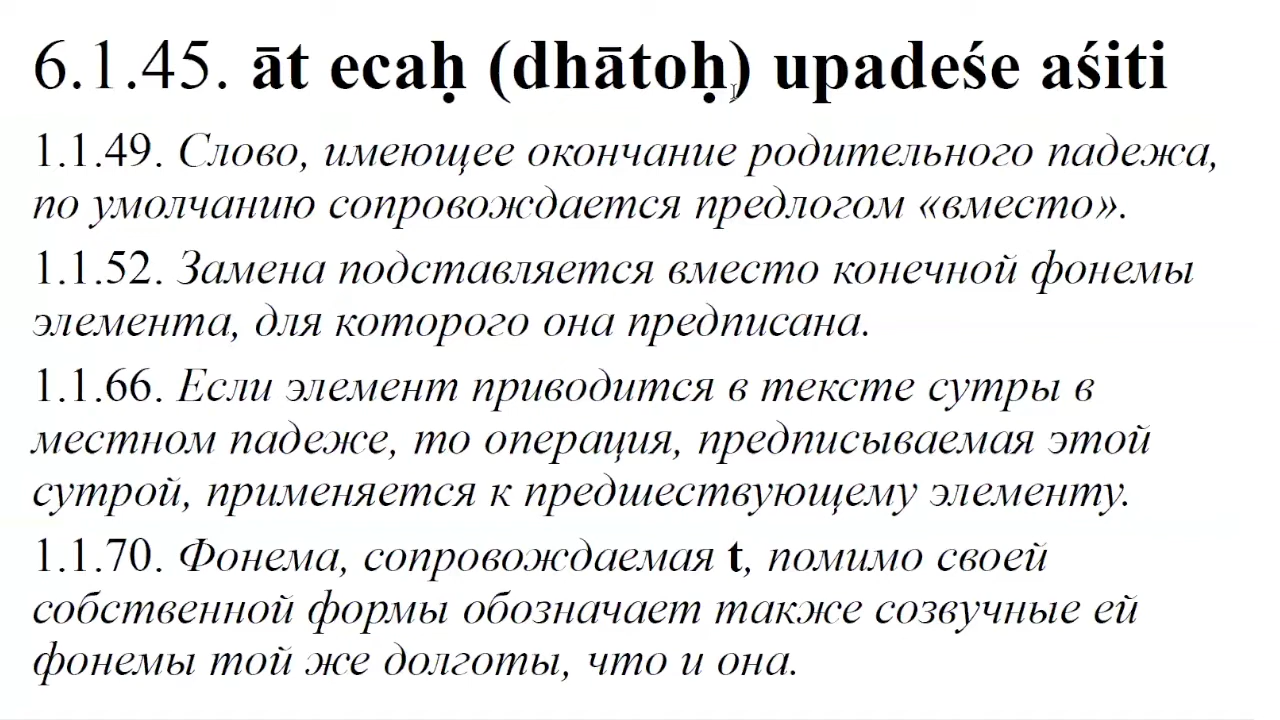 6.1.45. āt ecaḥ (dhātoḥ) upadeśe aśiti
1.1.49. Слово, имеющее окончание родительного падежа,
по умолчанию сопровождается предлогом «вместо».
1.1.52. Замена подставляется вместо конечной фонемы
элемента, для которого она предписана.
1.1.66. Если элемент приводится в тексте сутры в
местном падеже, то операция, предписываемая этой
сутрой, применяется к предшествующему элементу.
1.1.70. Фонема, сопровождаемая t, помимо своей
собственной формы обозначает также созвучные ей
фонемы той же долготы, что и она.